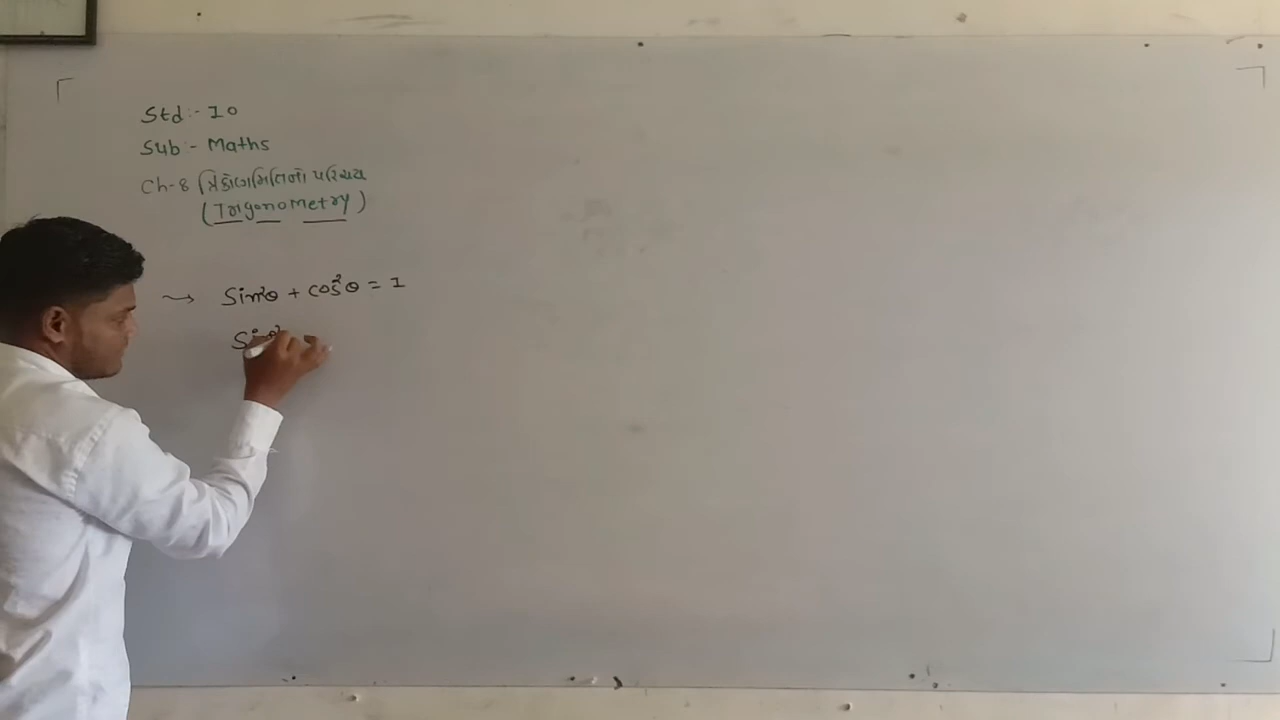 Std:- 10
Sub:- Maths
Ch-8 ત્રિકોણમિતિનો પરિચય
(Trigonometry)
Sin²θ + cos²θ = 1